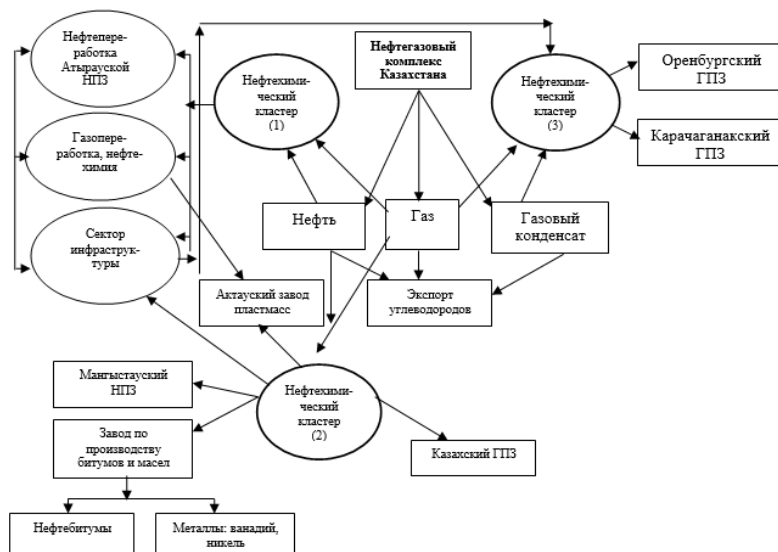 Нефтепере-
работка
Атырауской
НПЗ
Нефтегазовый
комплекс
Казахстана
Нефтехими-
ческий
кластер
(1)
Нефтехими-
ческий
кластер
(3)
Оренбургский
ГПЗ
Карачаганакский
ГПЗ
Газопере-
работка, нефте-
химия
Нефть
Газ
Газовый
конденсат
Сектор
инфраструк-
туры
Актауский завод
пластмасс
Экспорт
углеводородов
Мангыстауский
НПЗ
Нефтехими-
ческий
кластер
(2)
Завод по
производству
битумов и масел
Казахский ГПЗ
Нефтебитумы
Металлы: ванадий,
никель